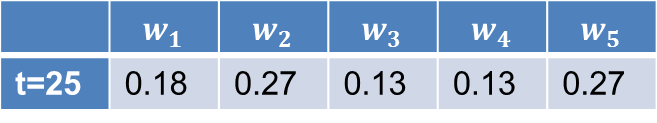 w₁ w₂ w₃ w₄ w₅
t=25 0.18 0.27 0.13 0.13 0.27